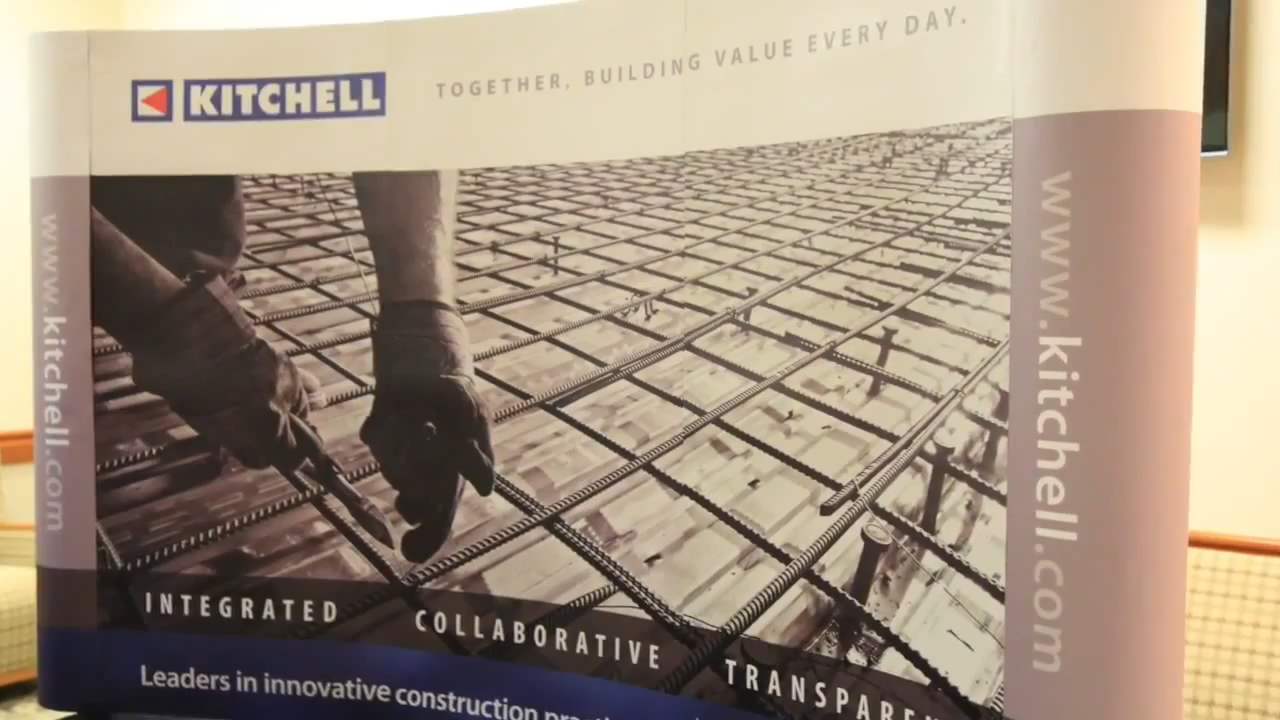 KITCHELL
TOGETHER, BUILDING VALUE EVERY DAY.
www.kitchell.com
www.kitchell.com
INTEGRATED COLLABORATIVE
Leaders in innovative construction